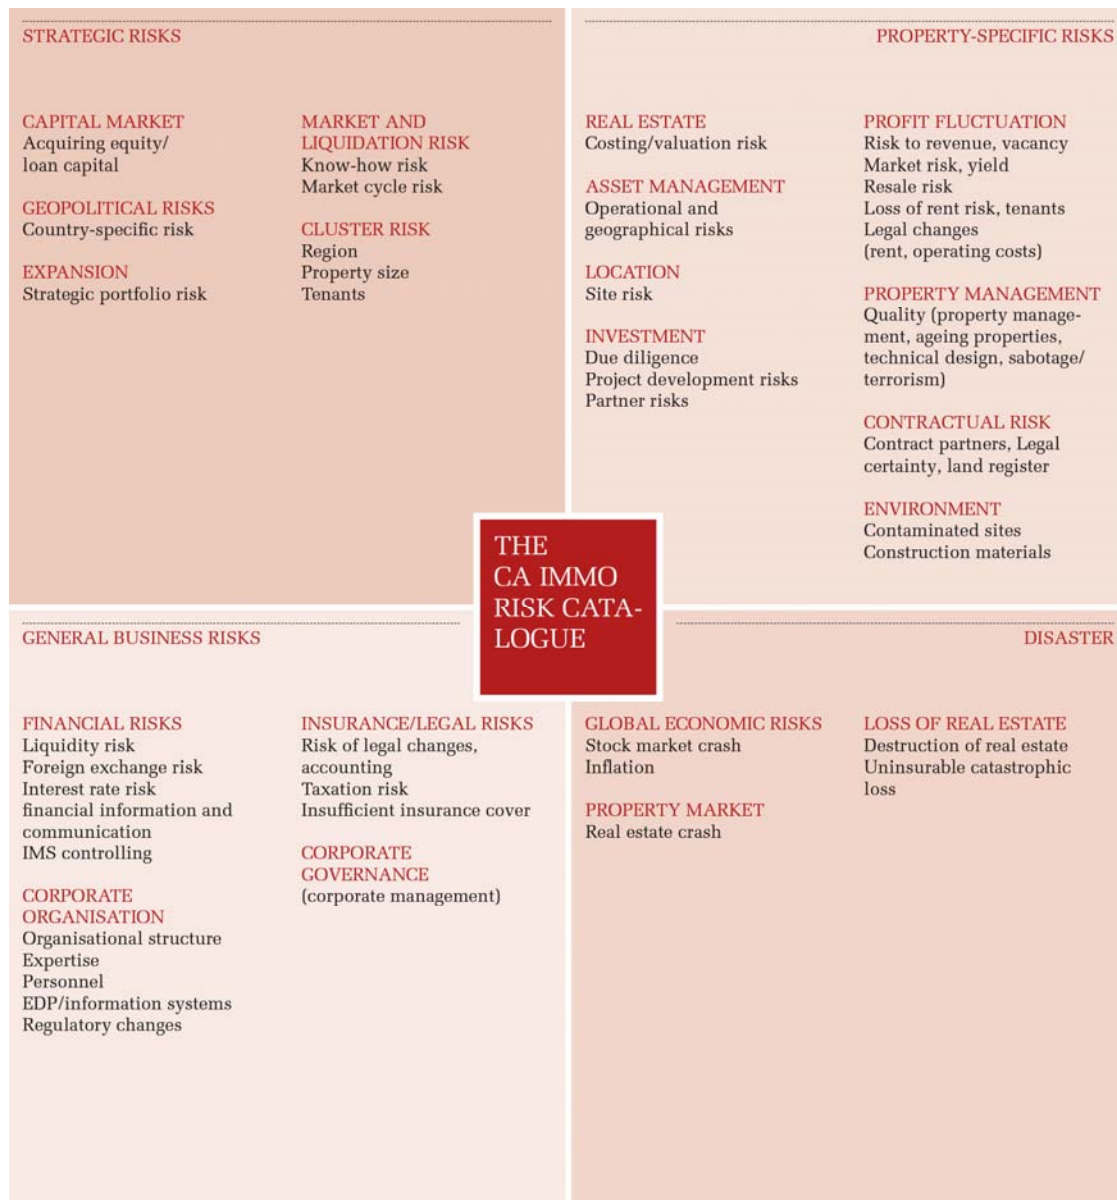 STRATEGIC RISKS
CAPITAL MARKET
Acquiring equity/
loan capital
GEOPOLITICAL RISKS
Country-specific risk
EXPANSION
Strategic portfolio risk
MARKET AND
LIQUIDATION RISK
Know-how risk
Market cycle risk
CLUSTER RISK
Region
Property size
Tenants
PROPERTY-SPECIFIC RISKS
REAL ESTATE
Costing/valuation risk
ASSET MANAGEMENT
Operational and
geographical risks
LOCATION
Site risk
INVESTMENT
Due diligence
Project development risks
Partner risks
PROFIT FLUCTUATION
Risk to revenue, vacancy
Market risk, yield
Resale risk
Loss of rent risk, tenants
Legal changes
(rent, operating costs)
PROPERTY MANAGEMENT
Quality (property manage-
ment, ageing properties,
technical design, sabotage/
terrorism)
CONTRACTUAL RISK
Contract partners, Legal
certainty, land register
ENVIRONMENT
Contaminated sites
Construction materials
THE
CA IMMO
RISK CATA-
LOGUE
GENERAL BUSINESS RISKS
FINANCIAL RISKS
Liquidity risk
Foreign exchange risk
Interest rate risk
financial information and
communication
IMS controlling
CORPORATE
ORGANISATION
Organisational structure
Expertise
Personnel
EDP/information systems
Regulatory changes
INSURANCE/LEGAL RISKS
Risk of legal changes,
accounting
Taxation risk
Insufficient insurance cover
CORPORATE
GOVERNANCE
(corporate management)
DISASTER
GLOBAL ECONOMIC RISKS
Stock market crash
Inflation
PROPERTY MARKET
Real estate crash
LOSS OF REAL ESTATE
Destruction of real estate
Uninsurable catastrophic
loss